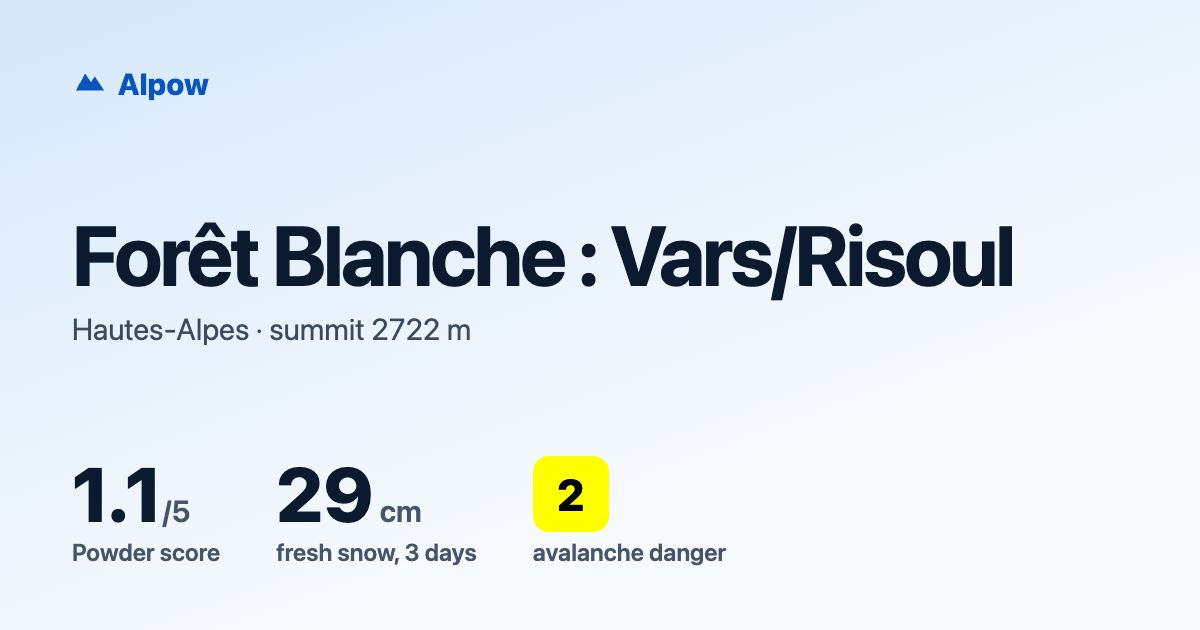 Alpow
Forêt Blanche : Vars/Risoul
Hautes-Alpes · summit 2722 m
1.1/5
Powder score
29 cm
fresh snow, 3 days
2
avalanche danger